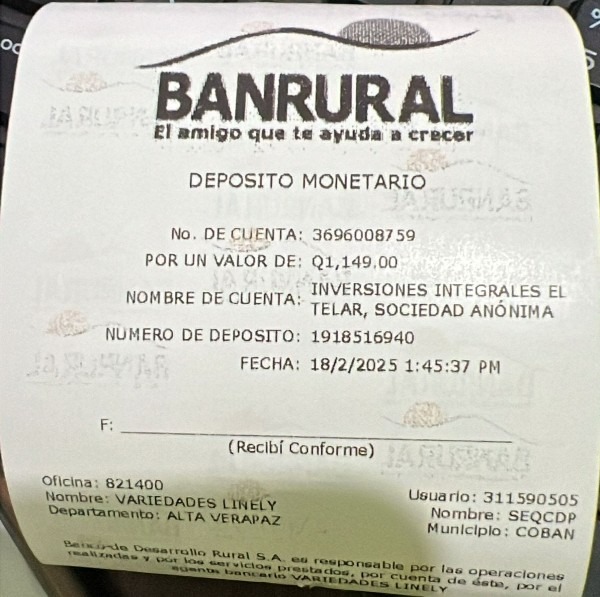 BANRURAL
El amigo que te ayuda a crecer
DEPOSITO MONETARIO
No. DE CUENTA: 3696008759
POR UN VALOR DE: Q1,149.00
NOMBRE DE CUENTA: INVERSIONES INTEGRALES EL
TELAR, SOCIEDAD ANÓNIMA
NUMERO DE DEPOSITO: 1918516940
FECHA: 18/2/2025 1:45:37 PM
F:
(Recibí Conforme)
Oficina: 821400
Nombre: VARIEDADES LINELY
Departamento: ALTA VERAPAZ
Usuario: 311590505
Nombre: SEQCDP
Municipio: COBAN
Banco de Desarrollo Rural S.A. es responsable por las operaciones
realizadas y por los servicios prestados, por cuenta de éste, por el
agente bancario VARIEDADES LINELY